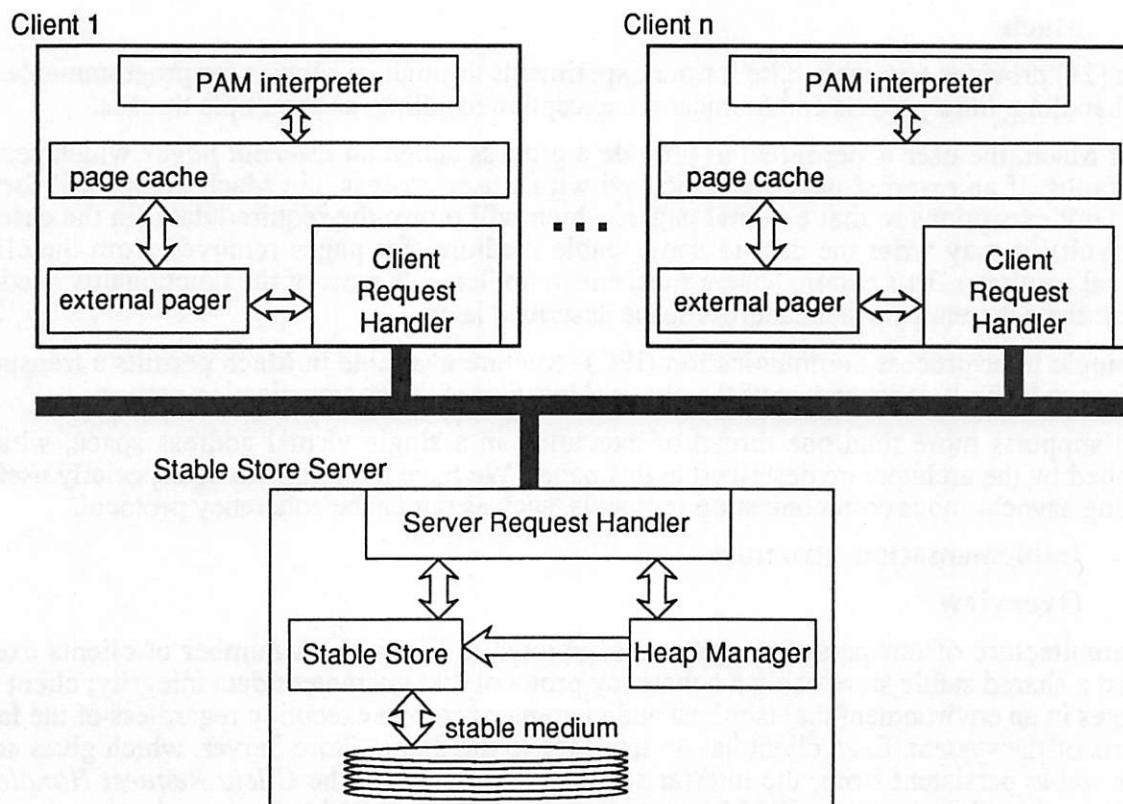 Client 1
PAM interpreter
page cache
external pager
Client
Request
Handler
...
Client n
PAM interpreter
page cache
external pager
Client
Request
Handler
Stable Store Server
Server Request Handler
Stable Store
Heap Manager
stable medium